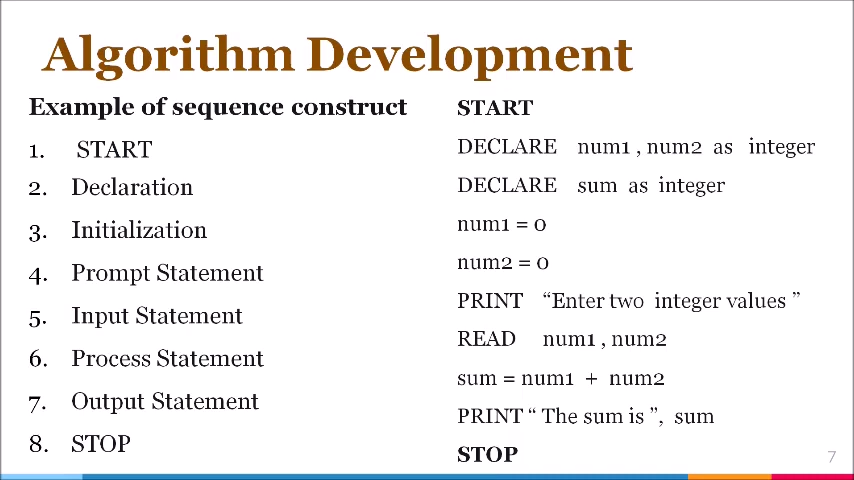 Algorithm Development
Example of sequence construct
1. START
2. Declaration
3. Initialization
4. Prompt Statement
5. Input Statement
6. Process Statement
7. Output Statement
8. STOP
START
DECLARE num1 , num2 as integer
DECLARE sum as integer
num1 = 0
num2 = 0
PRINT “Enter two integer values ”
READ num1 , num2
sum = num1 + num2
PRINT “ The sum is ”, sum
STOP
7